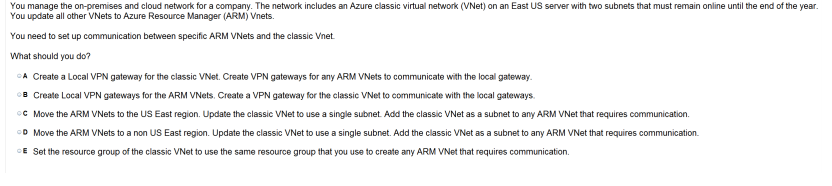 You manage the on-premises and cloud network for a company. The network includes an Azure classic virtual network (VNet) on an East US server with two subnets that must remain online until the end of the year.
You update all other VNets to Azure Resource Manager (ARM) Vnets.
You need to set up communication between specific ARM VNets and the classic Vnet.
What should you do?
A Create a Local VPN gateway for the classic VNet. Create VPN gateways for any ARM VNets to communicate with the local gateway.
B Create Local VPN gateways for the ARM VNets. Create a VPN gateway for the classic VNet to communicate with the local gateways.
C Move the ARM VNets to the US East region. Update the classic VNet to use a single subnet. Add the classic VNet as a subnet to any ARM VNet that requires communication.
D Move the ARM VNets to a non US East region. Update the classic VNet to use a single subnet. Add the classic VNet as a subnet to any ARM VNet that requires communication.
E Set the resource group of the classic VNet to use the same resource group that you use to create any ARM VNet that requires communication.